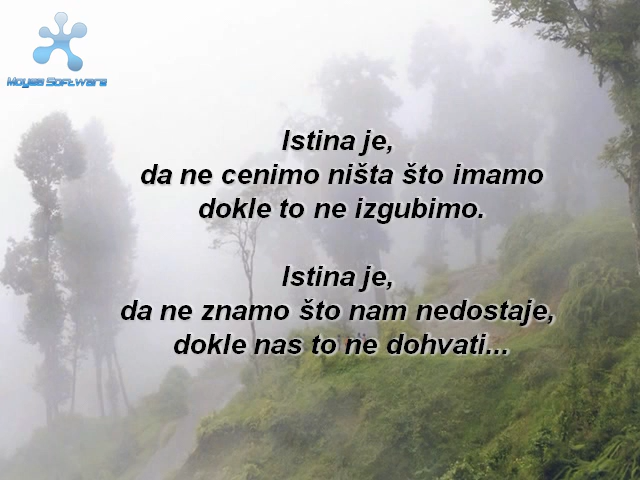 Moyea Software
Istina je,
da ne cenimo ništa što imamo
dokle to ne izgubimo.
Istina je,
da ne znamo što nam nedostaje,
dokle nas to ne dohvati...